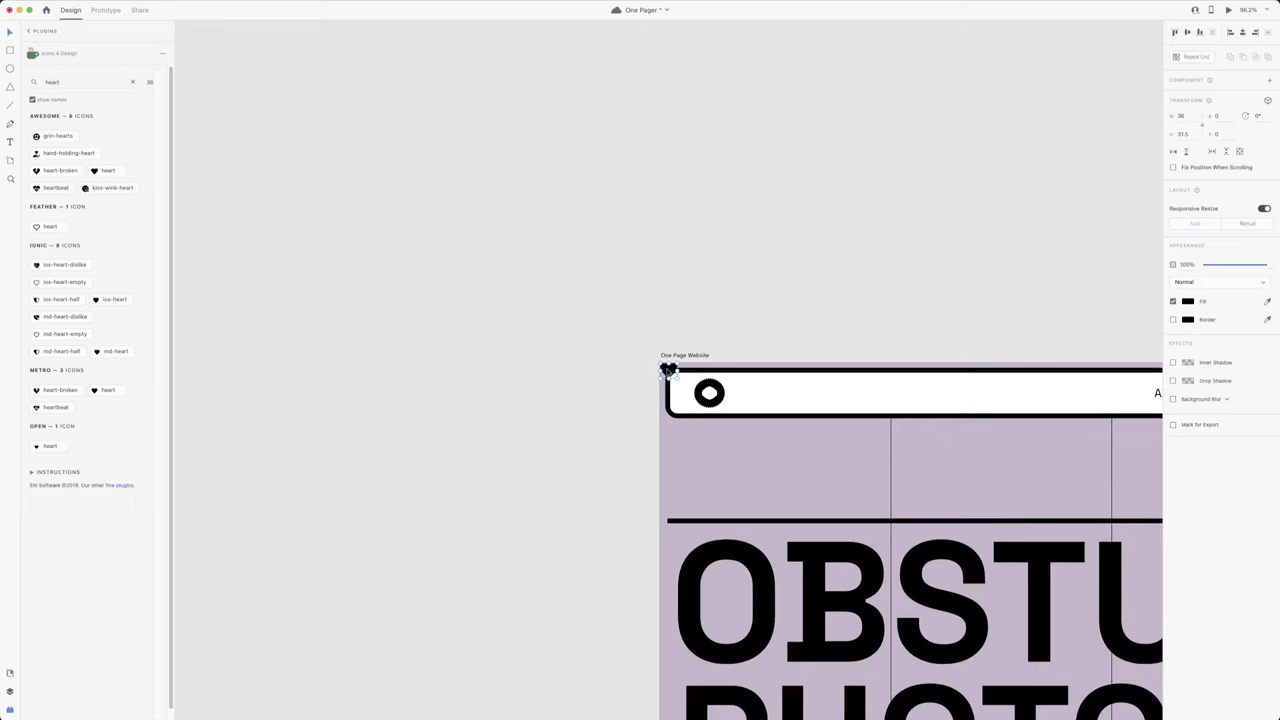 Design Prototype Share
One Pager *
96.2%
PLUGINS
Icons 4 Design
heart
36
show names
AWESOME — 6 ICONS
grin-hearts
hand-holding-heart
heart-broken heart
heartbeat kiss-wink-heart
FEATHER — 1 ICON
heart
IONIC — 8 ICONS
ios-heart-dislike
ios-heart-empty
ios-heart-half ios-heart
md-heart-dislike
md-heart-empty
md-heart-half md-heart
METRO — 3 ICONS
heart-broken heart
heartbeat
OPEN — 1 ICON
heart
INSTRUCTIONS
Em Software ©2019. Our other fine plugins.
One Page Website
A
OBSTU
PHOTO
Repeat Grid
COMPONENT
TRANSFORM
W 36 X 0 0°
H 31.5 Y 0
Fix Position When Scrolling
LAYOUT
Responsive Resize
Auto Manual
APPEARANCE
100%
Normal
Fill
Border
EFFECTS
Inner Shadow
Drop Shadow
Background Blur
Mark for Export